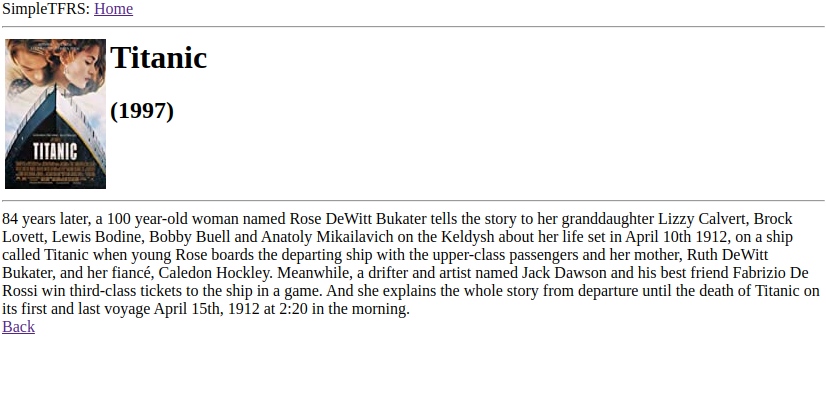 SimpleTFRS: Home
TITANIC
Titanic
(1997)
84 years later, a 100 year-old woman named Rose DeWitt Bukater tells the story to her granddaughter Lizzy Calvert, Brock
Lovett, Lewis Bodine, Bobby Buell and Anatoly Mikailavich on the Keldysh about her life set in April 10th 1912, on a ship
called Titanic when young Rose boards the departing ship with the upper-class passengers and her mother, Ruth DeWitt
Bukater, and her fiancé, Caledon Hockley. Meanwhile, a drifter and artist named Jack Dawson and his best friend Fabrizio De
Rossi win third-class tickets to the ship in a game. And she explains the whole story from departure until the death of Titanic on
its first and last voyage April 15th, 1912 at 2:20 in the morning.
Back